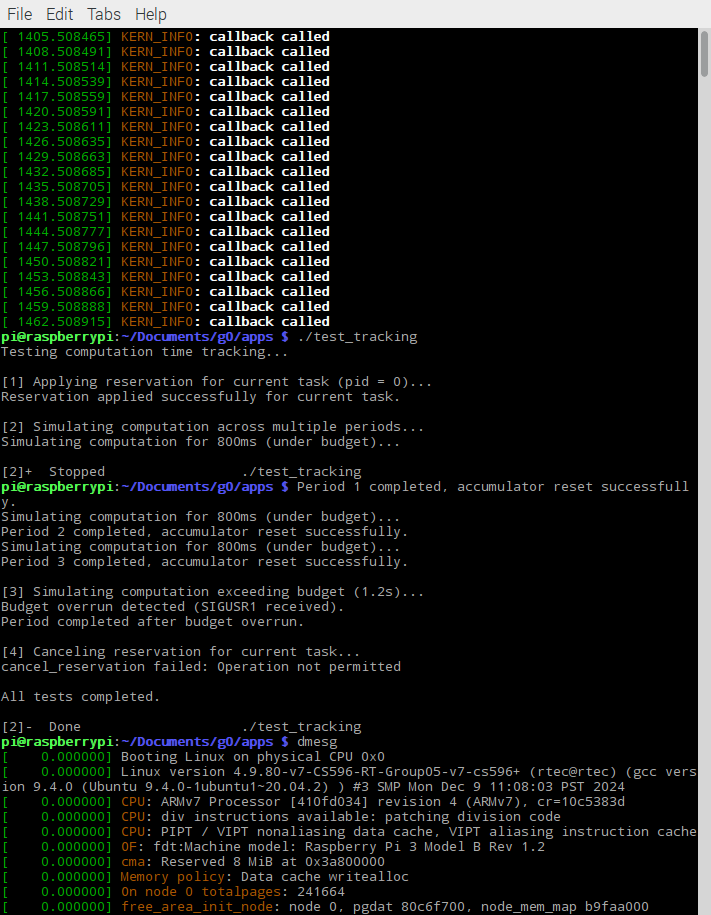 File Edit Tabs Help
[ 1405.508465] KERN_INFO: callback called
[ 1408.508491] KERN_INFO: callback called
[ 1411.508514] KERN_INFO: callback called
[ 1414.508539] KERN_INFO: callback called
[ 1417.508559] KERN_INFO: callback called
[ 1420.508591] KERN_INFO: callback called
[ 1423.508611] KERN_INFO: callback called
[ 1426.508635] KERN_INFO: callback called
[ 1429.508663] KERN_INFO: callback called
[ 1432.508685] KERN_INFO: callback called
[ 1435.508705] KERN_INFO: callback called
[ 1438.508729] KERN_INFO: callback called
[ 1441.508751] KERN_INFO: callback called
[ 1444.508777] KERN_INFO: callback called
[ 1447.508796] KERN_INFO: callback called
[ 1450.508821] KERN_INFO: callback called
[ 1453.508843] KERN_INFO: callback called
[ 1456.508866] KERN_INFO: callback called
[ 1459.508888] KERN_INFO: callback called
[ 1462.508915] KERN_INFO: callback called
pi@raspberrypi:~/Documents/g0/apps $ ./test_tracking
Testing computation time tracking...
[1] Applying reservation for current task (pid = 0)...
Reservation applied successfully for current task.
[2] Simulating computation across multiple periods...
Simulating computation for 800ms (under budget)...
[2]+  Stopped                 ./test_tracking
pi@raspberrypi:~/Documents/g0/apps $ Period 1 completed, accumulator reset successfull
y.
Simulating computation for 800ms (under budget)...
Period 2 completed, accumulator reset successfully.
Simulating computation for 800ms (under budget)...
Period 3 completed, accumulator reset successfully.
[3] Simulating computation exceeding budget (1.2s)...
Budget overrun detected (SIGUSR1 received).
Period completed after budget overrun.
[4] Canceling reservation for current task...
cancel_reservation failed: Operation not permitted
All tests completed.
[2]-  Done                    ./test_tracking
pi@raspberrypi:~/Documents/g0/apps $ dmesg
[    0.000000] Booting Linux on physical CPU 0x0
[    0.000000] Linux version 4.9.80-v7-CS596-RT-Group05-v7-cs596+ (rtec@rtec) (gcc vers
ion 9.4.0 (Ubuntu 9.4.0-1ubuntu1~20.04.2) ) #3 SMP Mon Dec 9 11:08:03 PST 2024
[    0.000000] CPU: ARMv7 Processor [410fd034] revision 4 (ARMv7), cr=10c5383d
[    0.000000] CPU: div instructions available: patching division code
[    0.000000] CPU: PIPT / VIPT nonaliasing data cache, VIPT aliasing instruction cache
[    0.000000] OF: fdt:Machine model: Raspberry Pi 3 Model B Rev 1.2
[    0.000000] cma: Reserved 8 MiB at 0x3a800000
[    0.000000] Memory policy: Data cache writealloc
[    0.000000] On node 0 totalpages: 241664
[    0.000000] free_area_init_node: node 0, pgdat 80c6f700, node_mem_map b9faa000